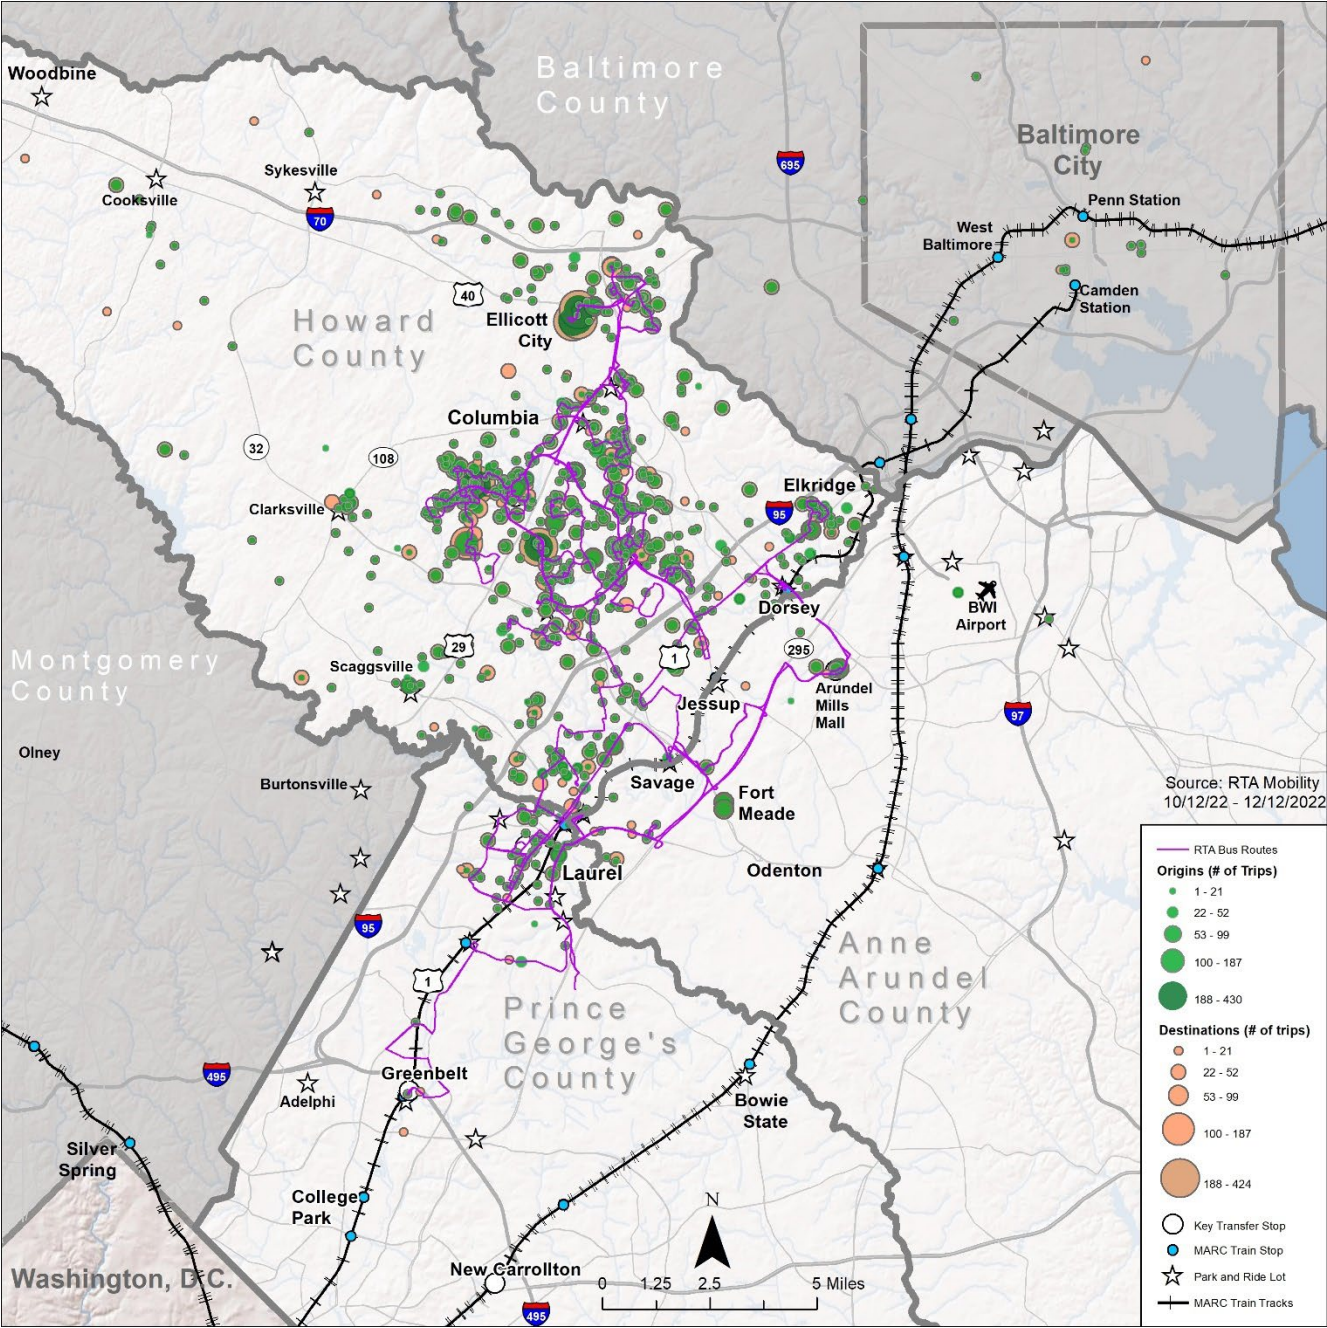 Woodbine
Baltimore
County
Sykesville
Cooksville
70
695
Baltimore
City
Penn Station
West
Baltimore
Camden
Station
40
Howard
County
Ellicott
City
Columbia
32
108
Clarksville
Elkridge
95
Dorsey
BWI
Airport
Montgomery
County
29
Scaggsville
1
295
Jessup
Arundel
Mills
Mall
97
Olney
Burtonsville
Savage
Fort
Meade
Source: RTA Mobility
10/12/22 - 12/12/2022
Laurel
Odenton
95
Anne
Arundel
County
1
Prince
George's
County
495
Greenbelt
Adelphi
Bowie
State
Silver
Spring
College
Park
Washington, D.C.
New Carrollton
495
N
0 1.25 2.5 5 Miles
RTA Bus Routes
Origins (# of Trips)
1 - 21
22 - 52
53 - 99
100 - 187
188 - 430
Destinations (# of trips)
1 - 21
22 - 52
53 - 99
100 - 187
188 - 424
Key Transfer Stop
MARC Train Stop
Park and Ride Lot
MARC Train Tracks